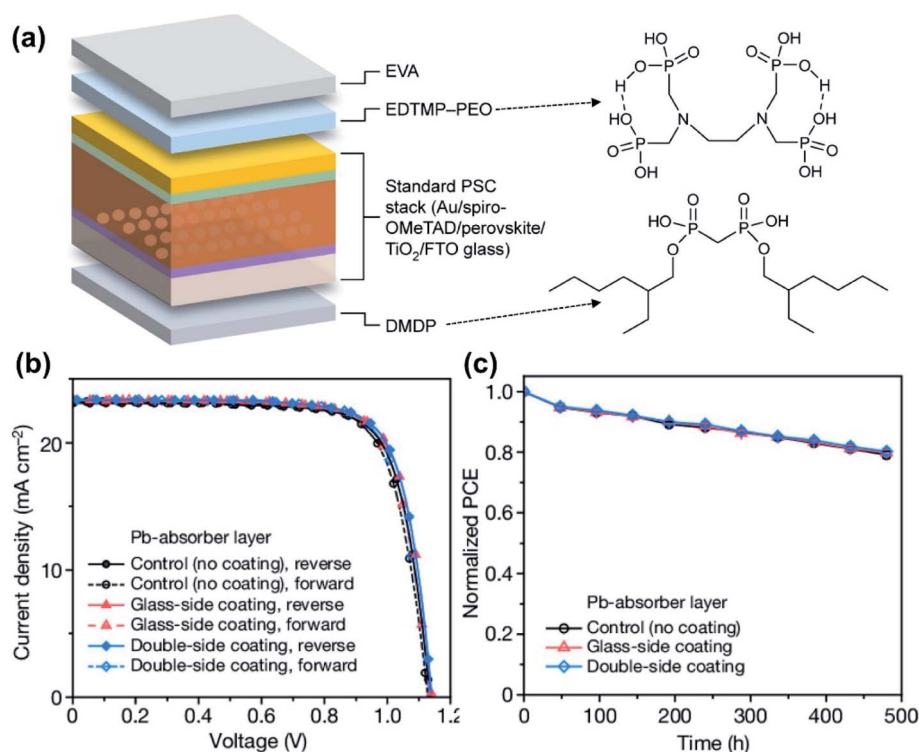 (a)
EVA
EDTMP–PEO
Standard PSC
stack (Au/spiro-
OMeTAD/perovskite/
TiO₂/FTO glass)
DMDP
HO
O
P
OH
HO
P
O
O
H
O
H
HO
P
O
OH
N
N
OH
P
O
HO
O
HO
P
O
O
P
OH
O
(b)
Current density (mA cm⁻²)
20
10
0
Pb-absorber layer
Control (no coating), reverse
Control (no coating), forward
Glass-side coating, reverse
Glass-side coating, forward
Double-side coating, reverse
Double-side coating, forward
0 0.2 0.4 0.6 0.8 1.0 1.2
Voltage (V)
(c)
Normalized PCE
1.0
0.8
0.6
0.4
0.2
0
Pb-absorber layer
Control (no coating)
Glass-side coating
Double-side coating
0 100 200 300 400 500
Time (h)